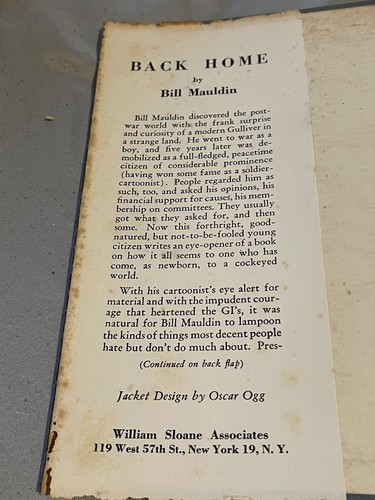 BACK HOME
by
Bill Mauldin
Bill Mauldin discovered the post-
war world with the frank surprise
and curiosity of a modern Gulliver in
a strange land. He went to war as a
boy, and five years later was de-
mobilized as a full-fledged, peacetime
citizen of considerable prominence
(having won some fame as a soldier-
cartoonist). People regarded him as
such, too, and asked his opinions, his
financial support for causes, his mem-
bership on committees. They usually
got what they asked for, and then
some. Now this forthright, good-
natured, but not-to-be-fooled young
citizen writes an eye-opener of a book
on how it all seems to one who has
come, as newborn, to a cockeyed
world.
With his cartoonist's eye alert for
material and with the impudent cour-
age that heartened the GI's, it was
natural for Bill Mauldin to lampoon
the kinds of things most decent people
hate but don't do much about. Pres-
(Continued on back flap)
Jacket Design by Oscar Ogg
William Sloane Associates
119 West 57th St., New York 19, N. Y.